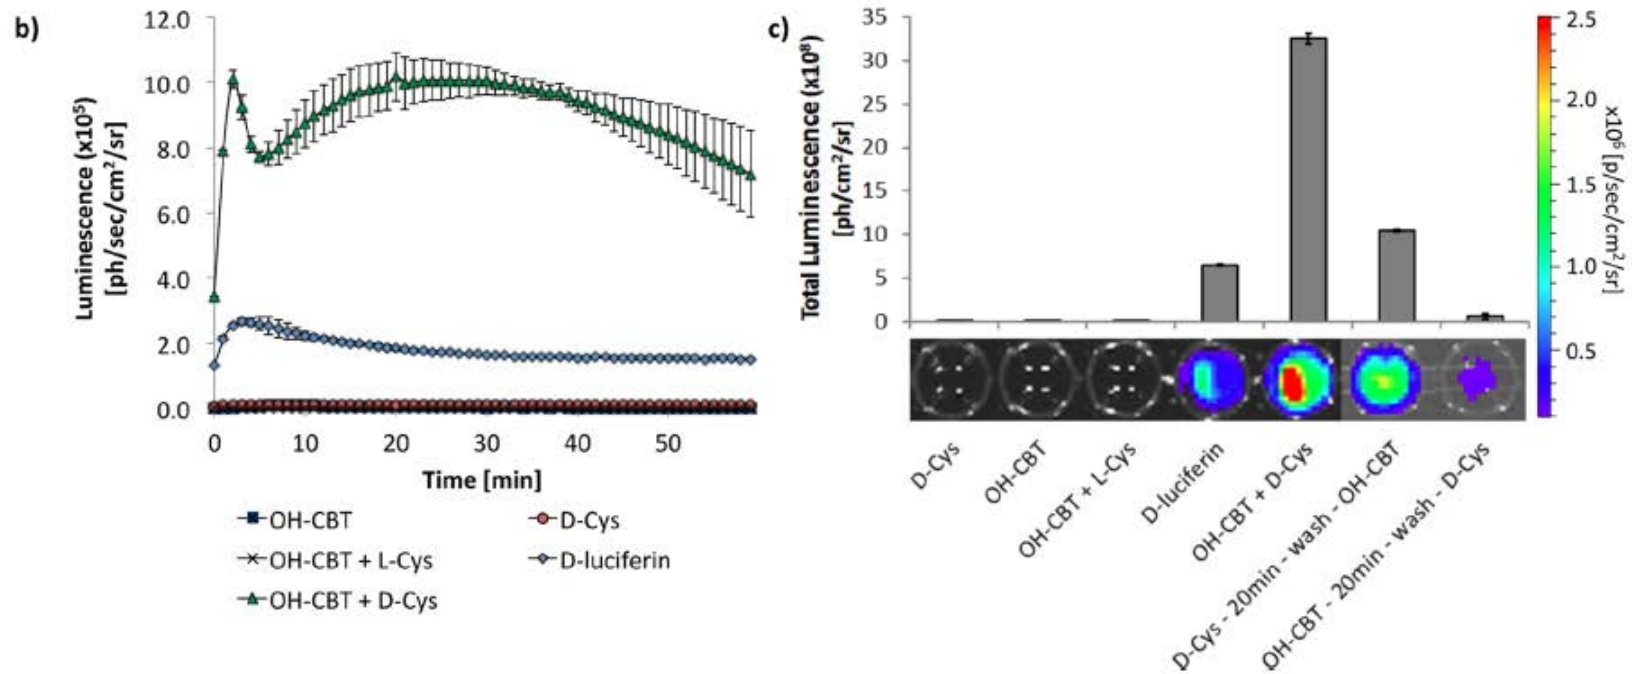 b)
Luminescence (x10⁵)
[ph/sec/cm²/sr]
12.0
10.0
8.0
6.0
4.0
2.0
0.0
0 10 20 30 40 50
Time [min]
OH-CBT
D-Cys
OH-CBT + L-Cys
D-luciferin
OH-CBT + D-Cys
c)
Total Luminescence (x10⁸)
[ph/cm²/sr]
35
30
25
20
15
10
5
0
D-Cys
OH-CBT
OH-CBT + L-Cys
D-luciferin
OH-CBT + D-Cys
D-Cys - 20min - wash - OH-CBT
OH-CBT - 20min - wash - D-Cys
2.5
2.0
1.5
1.0
0.5
x10⁶ [p/sec/cm²/sr]